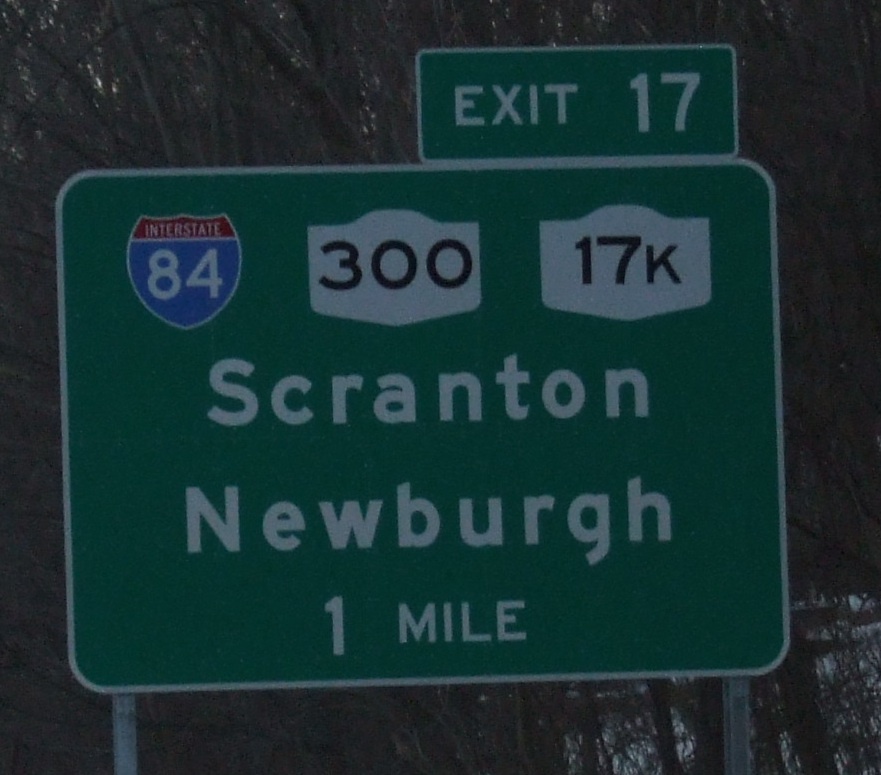 EXIT 17
INTERSTATE
84 300 17K
Scranton
Newburgh
1 MILE